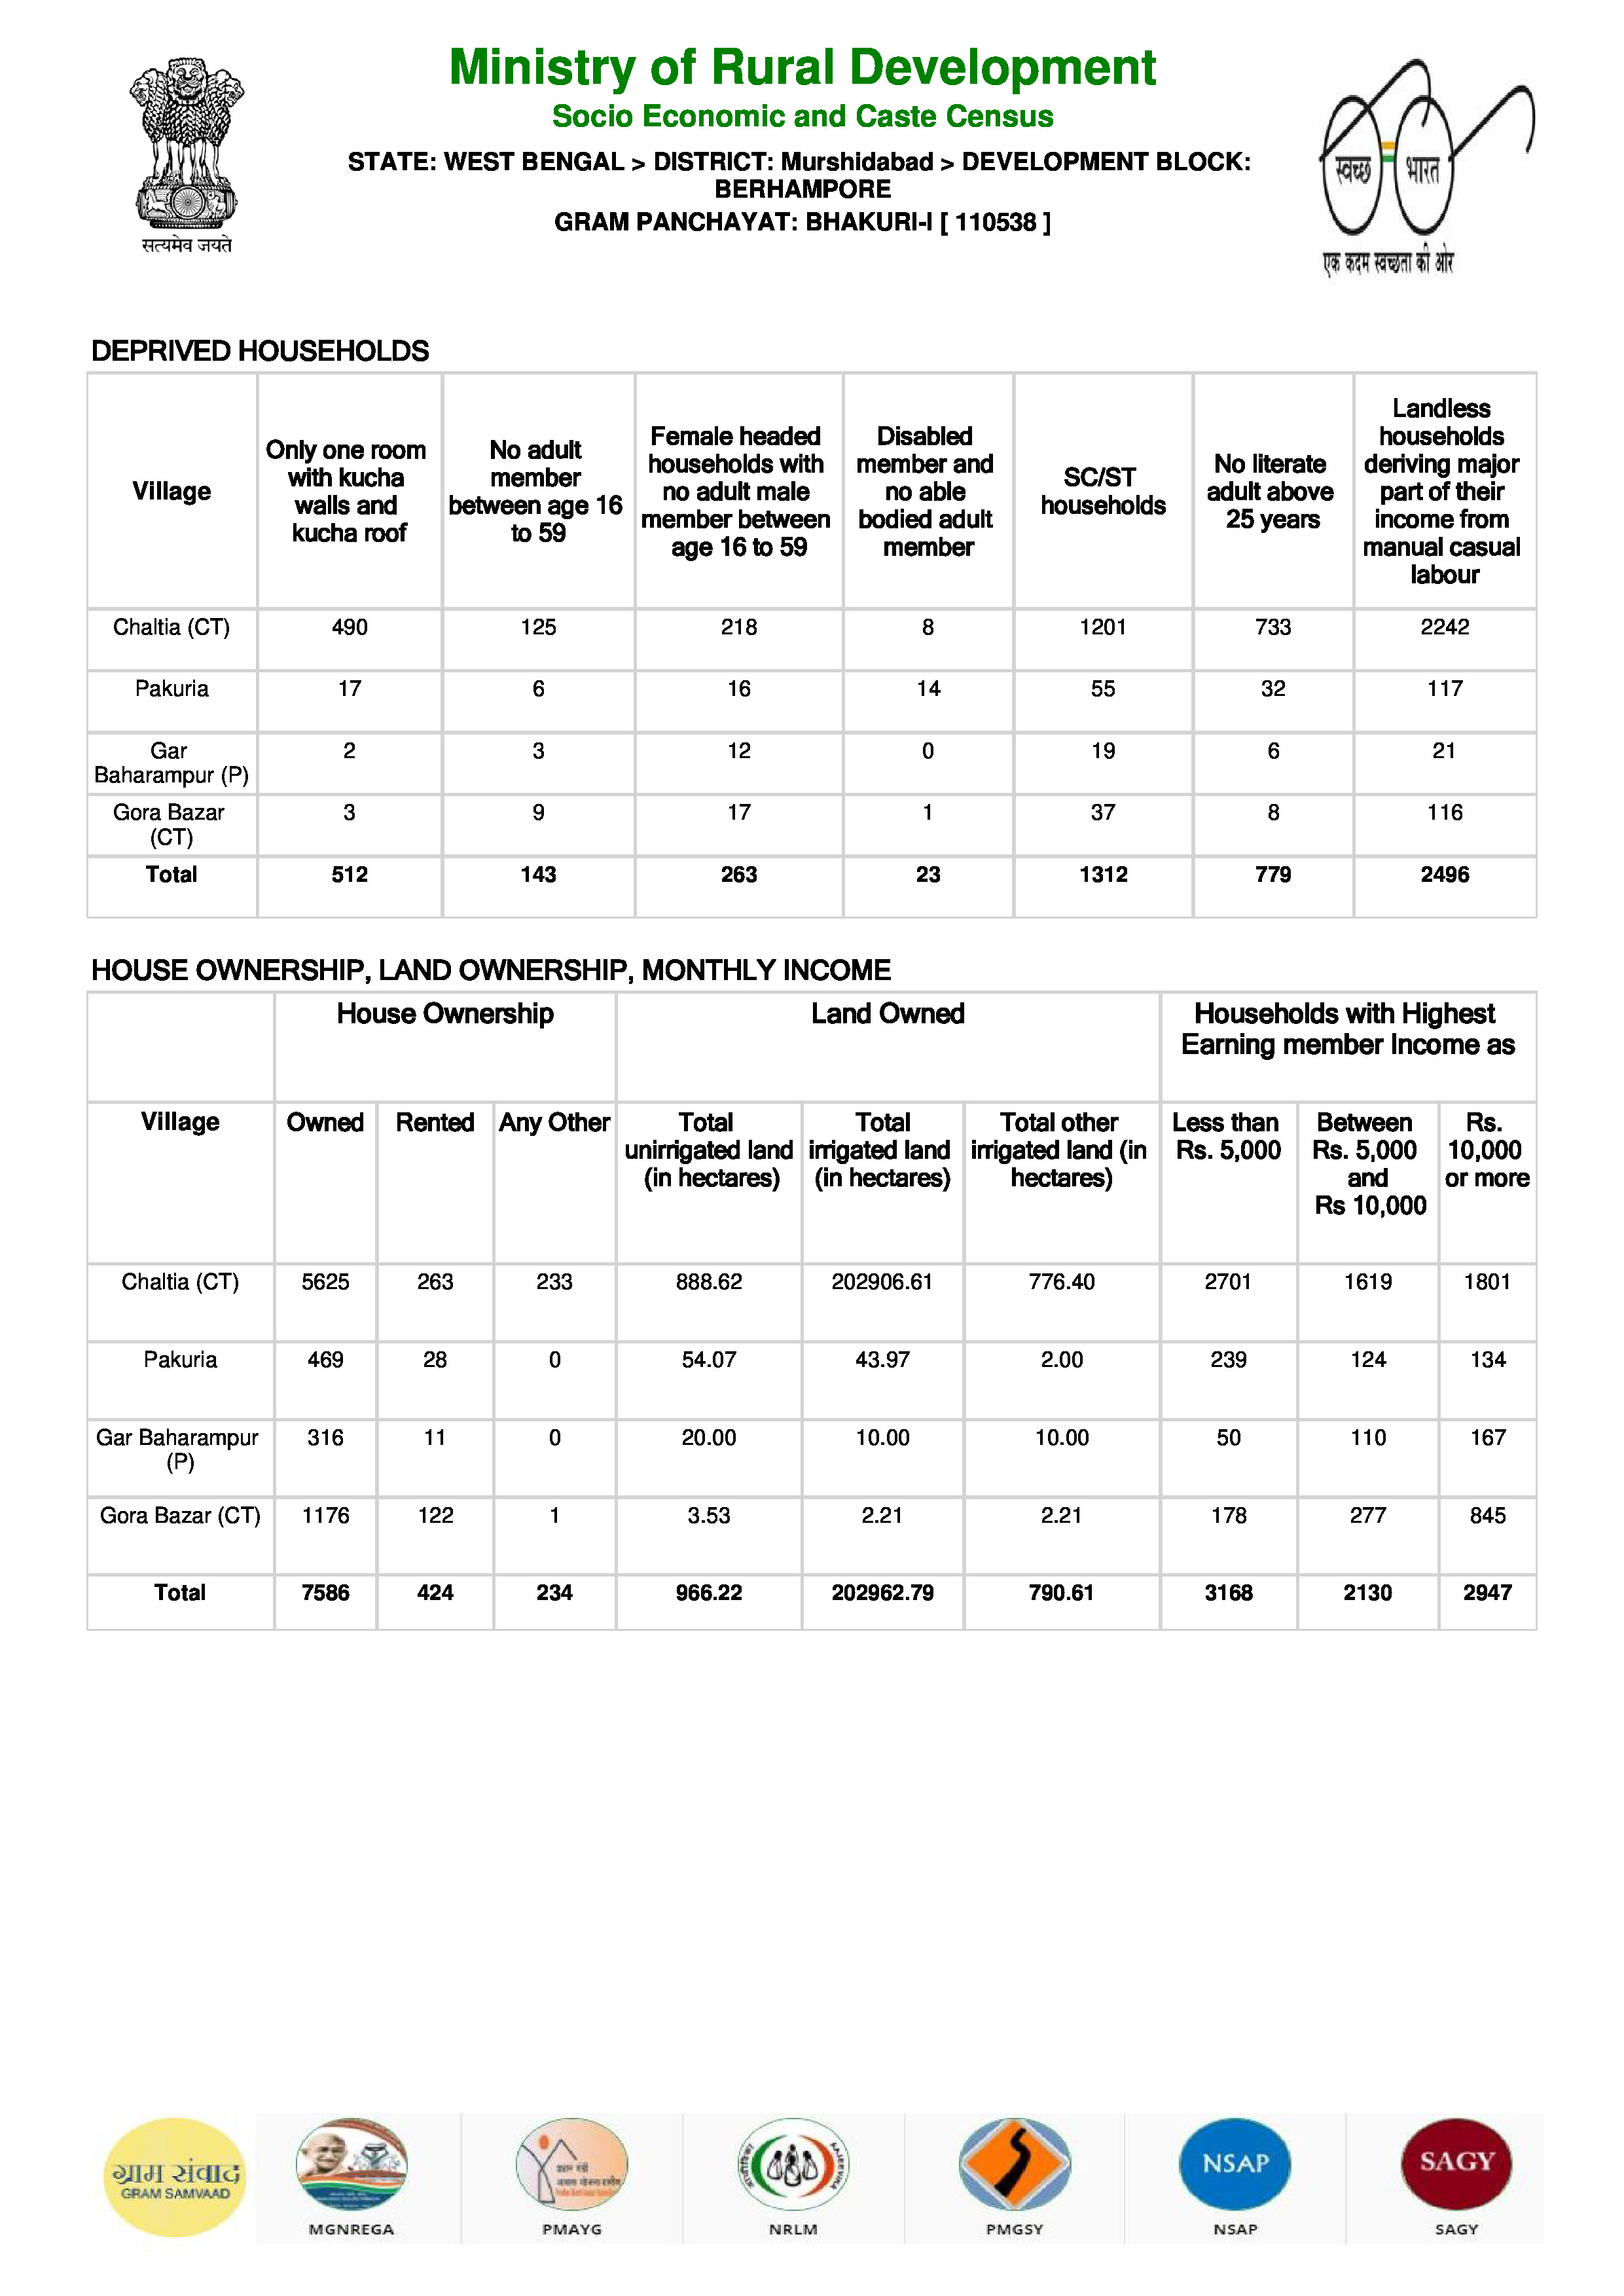 Ministry of Rural Development
Socio Economic and Caste Census
STATE: WEST BENGAL > DISTRICT: Murshidabad > DEVELOPMENT BLOCK:
BERHAMPORE
GRAM PANCHAYAT: BHAKURI-I [ 110538 ]
सत्यमेव जयते
स्वच्छ भारत
एक कदम स्वच्छता की ओर
DEPRIVED HOUSEHOLDS
Village Only one room with kucha walls and kucha roof No adult member between age 16 to 59 Female headed households with no adult male member between age 16 to 59 Disabled member and no able bodied adult member SC/ST households No literate adult above 25 years Landless households deriving major part of their income from manual casual labour
Chaltia (CT) 490 125 218 8 1201 733 2242
Pakuria 17 6 16 14 55 32 117
Gar Baharampur (P) 2 3 12 0 19 6 21
Gora Bazar (CT) 3 9 17 1 37 8 116
Total 512 143 263 23 1312 779 2496
HOUSE OWNERSHIP, LAND OWNERSHIP, MONTHLY INCOME
House Ownership Land Owned Households with Highest Earning member Income as
Village Owned Rented Any Other Total unirrigated land (in hectares) Total irrigated land (in hectares) Total other irrigated land (in hectares) Less than Rs. 5,000 Between Rs. 5,000 and Rs 10,000 Rs. 10,000 or more
Chaltia (CT) 5625 263 233 888.62 202906.61 776.40 2701 1619 1801
Pakuria 469 28 0 54.07 43.97 2.00 239 124 134
Gar Baharampur (P) 316 11 0 20.00 10.00 10.00 50 110 167
Gora Bazar (CT) 1176 122 1 3.53 2.21 2.21 178 277 845
Total 7586 424 234 966.22 202962.79 790.61 3168 2130 2947
ग्राम संवाद
GRAM SAMVAAD
NSAP
SAGY
MGNREGA PMAYG NRLM PMGSY NSAP SAGY